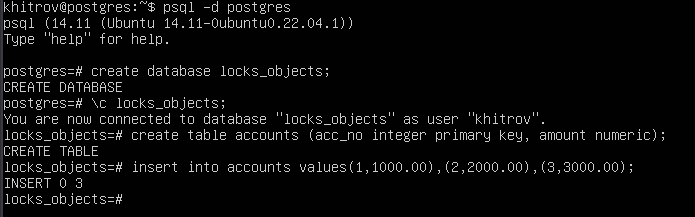 khitrov@postgres:~$ psql -d postgres
psql (14.11 (Ubuntu 14.11-0ubuntu0.22.04.1))
Type "help" for help.

postgres=# create database locks_objects;
CREATE DATABASE
postgres=# \c locks_objects;
You are now connected to database "locks_objects" as user "khitrov".
locks_objects=# create table accounts (acc_no integer primary key, amount numeric);
CREATE TABLE
locks_objects=# insert into accounts values(1,1000.00),(2,2000.00),(3,3000.00);
INSERT 0 3
locks_objects=#